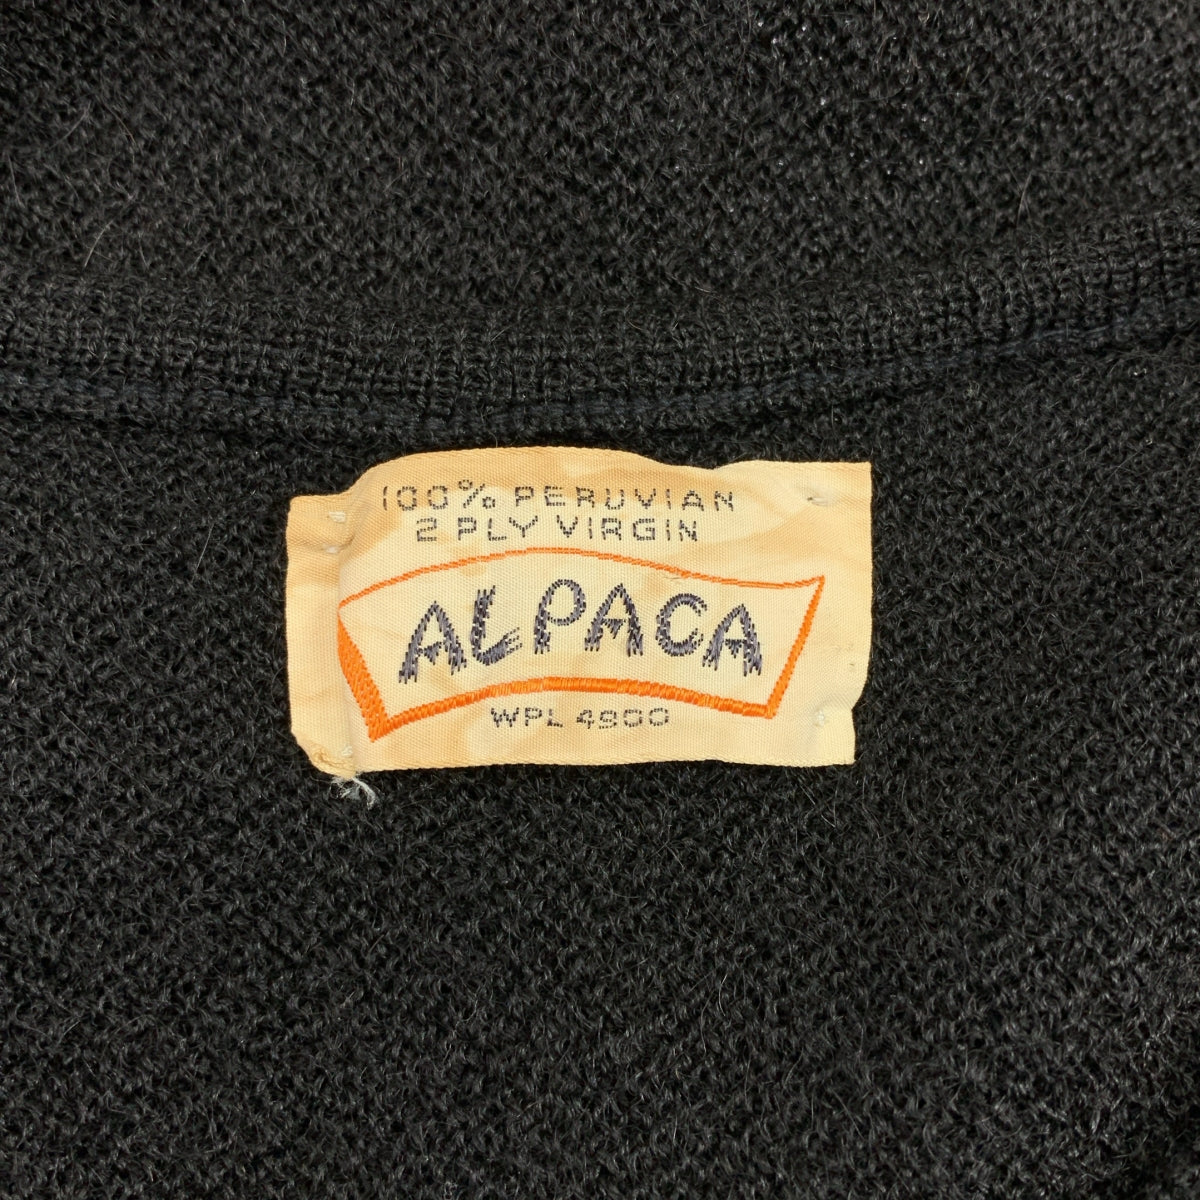 100% PERUVIAN
2 PLY VIRGIN
ALPACA
WPL 4900